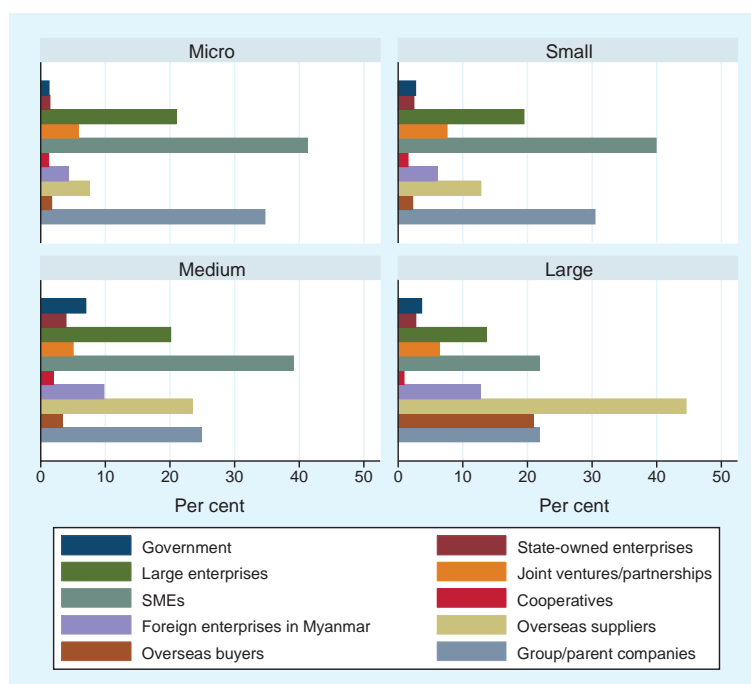 Micro
Small
Medium
Large
0 10 20 30 40 50
0 10 20 30 40 50
Per cent
Per cent
Government
State-owned enterprises
Large enterprises
Joint ventures/partnerships
SMEs
Cooperatives
Foreign enterprises in Myanmar
Overseas suppliers
Overseas buyers
Group/parent companies